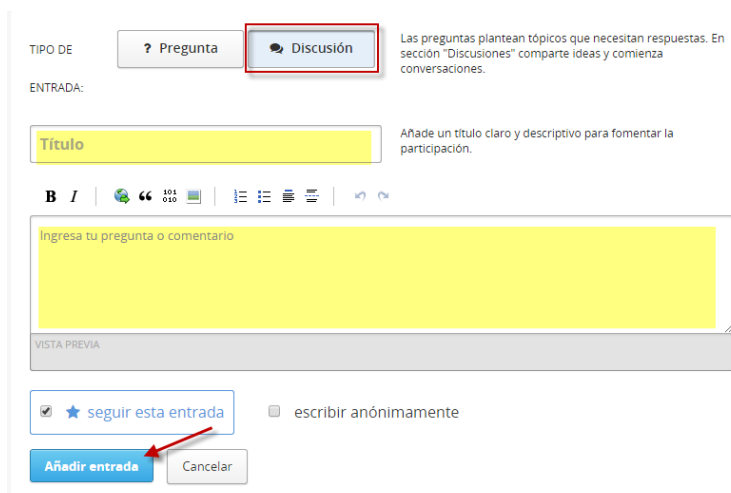 TIPO DE
ENTRADA:
? Pregunta
Discusión
Las preguntas plantean tópicos que necesitan respuestas. En
sección "Discusiones" comparte ideas y comienza
conversaciones.
Título
Añade un título claro y descriptivo para fomentar la
participación.
B I “ 101
010
Ingresa tu pregunta o comentario
VISTA PREVIA
seguir esta entrada
escribir anónimamente
Añadir entrada
Cancelar